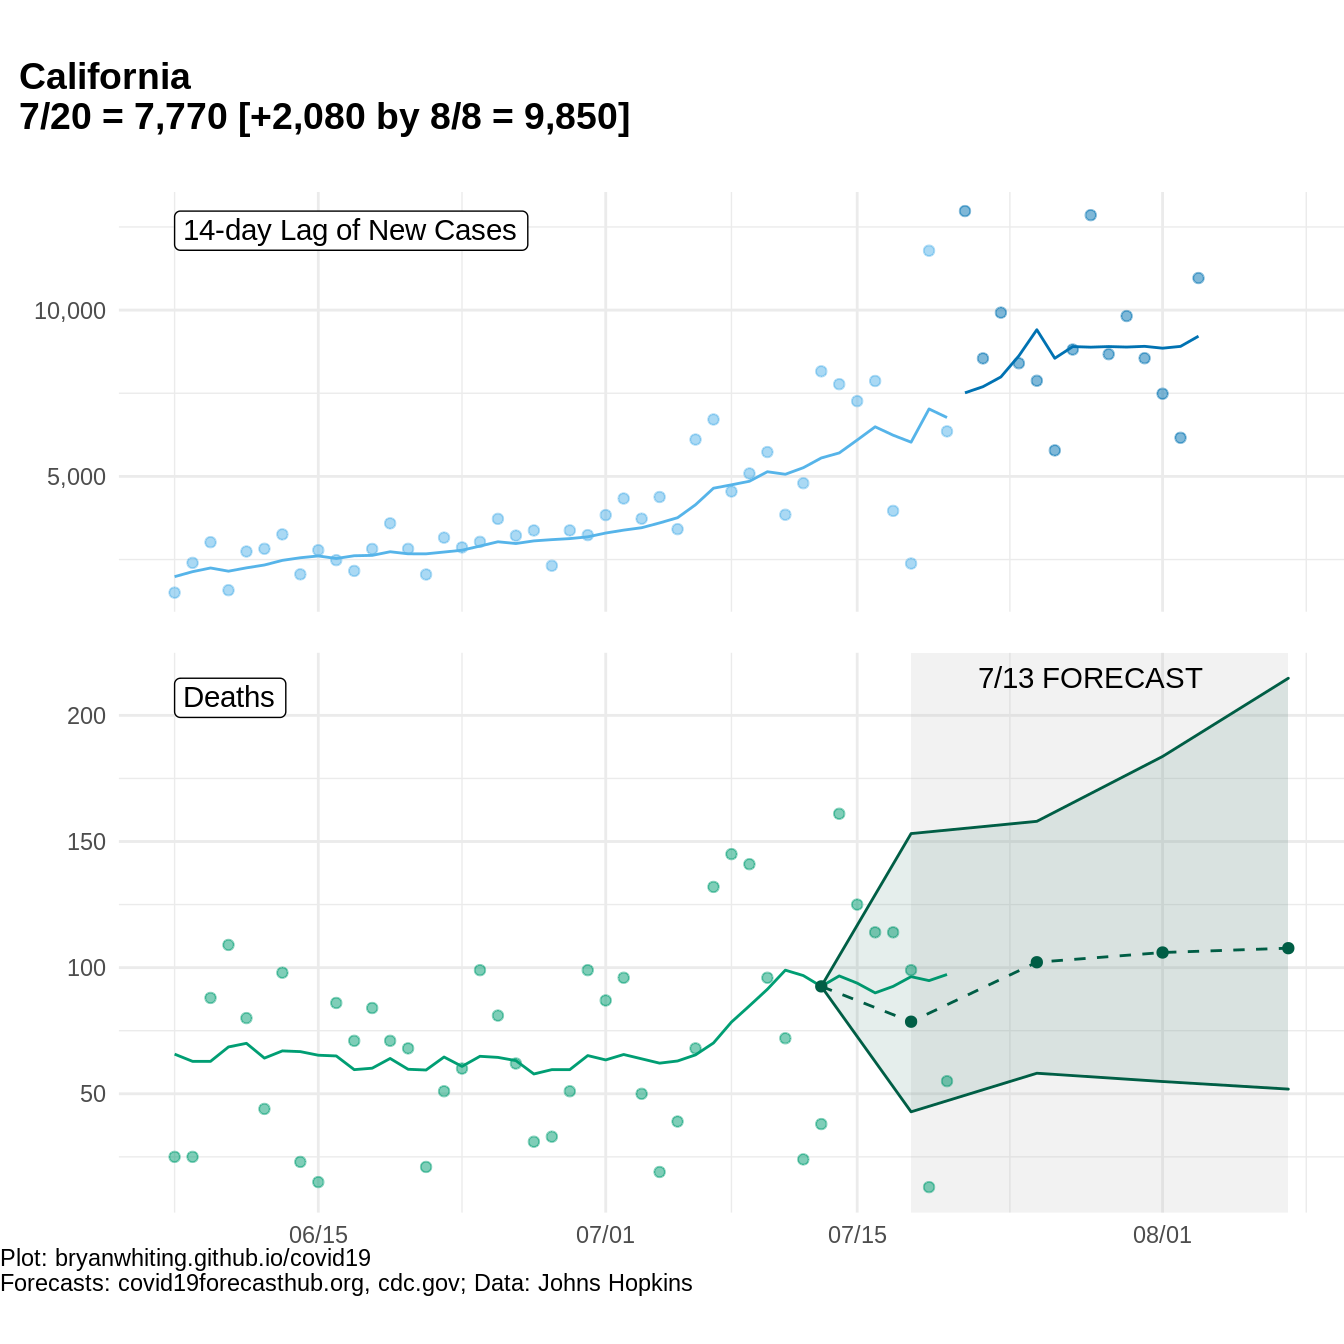 California
7/20 = 7,770 [+2,080 by 8/8 = 9,850]
14-day Lag of New Cases
10,000
5,000
7/13 FORECAST
Deaths
200
150
100
50
06/15 07/01 07/15 08/01
Plot: bryanwhiting.github.io/covid19
Forecasts: covid19forecasthub.org, cdc.gov; Data: Johns Hopkins